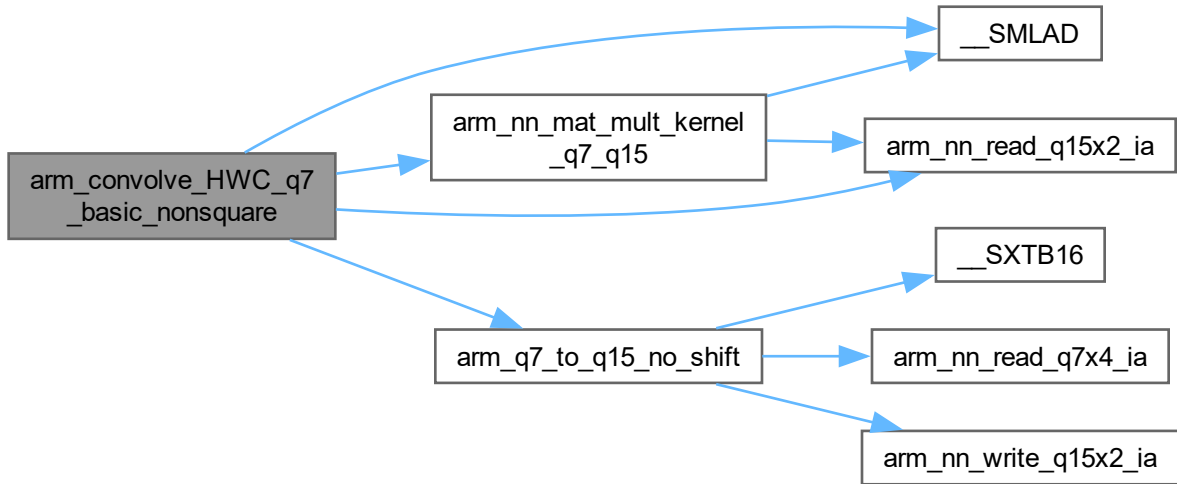 __SMLAD
arm_nn_mat_mult_kernel
_q7_q15
arm_nn_read_q15x2_ia
arm_convolve_HWC_q7
_basic_nonsquare
__SXTB16
arm_q7_to_q15_no_shift
arm_nn_read_q7x4_ia
arm_nn_write_q15x2_ia